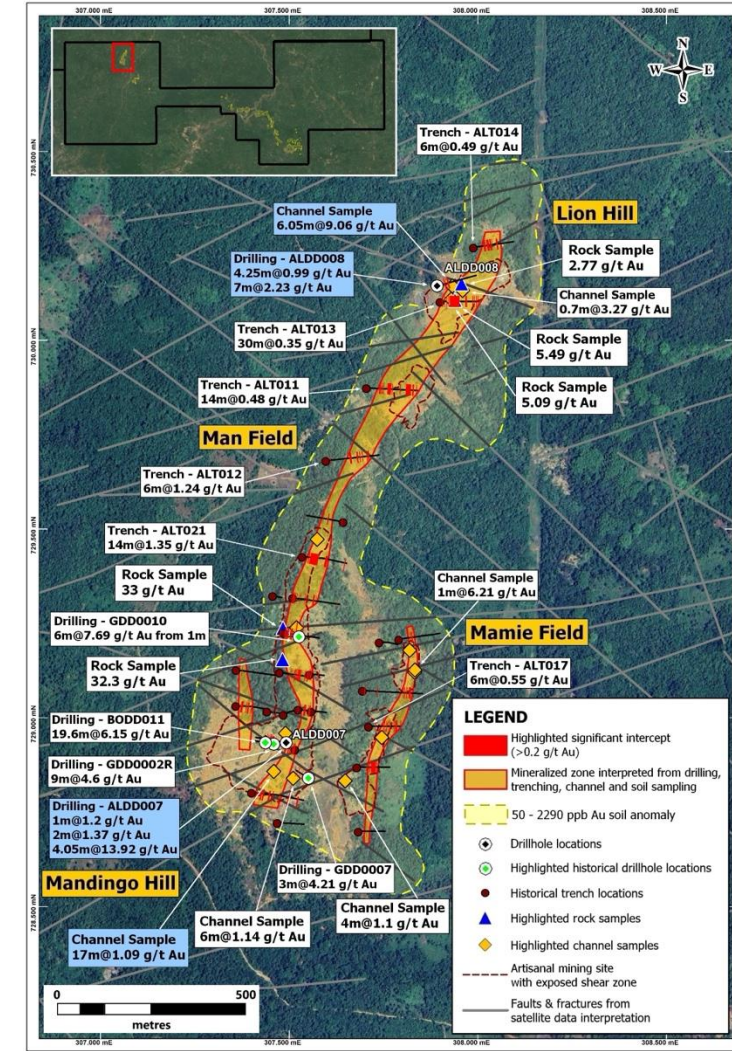 307.000 mE
307.500 mE
308.000 mE
308.500 mE
N
W
E
S
730.500 mN
Trench - ALT014
6m@0.49 g/t Au
Lion Hill
Channel Sample
6.05m@9.06 g/t Au
Drilling - ALDD008
4.25m@0.99 g/t Au
7m@2.23 g/t Au
ALDD008
Rock Sample
2.77 g/t Au
Channel Sample
0.7m@3.27 g/t Au
Trench - ALT013
30m@0.35 g/t Au
Rock Sample
5.49 g/t Au
730.000 mN
Rock Sample
5.09 g/t Au
Trench - ALT011
14m@0.48 g/t Au
Man Field
Trench - ALT012
6m@1.24 g/t Au
729.500 mN
Trench - ALT021
14m@1.35 g/t Au
Rock Sample
33 g/t Au
Channel Sample
1m@6.21 g/t Au
Drilling - GDD0010
6m@7.69 g/t Au from 1m
Mamie Field
Rock Sample
32.3 g/t Au
Trench - ALT017
6m@0.55 g/t Au
729.000 mN
Drilling - BODD011
19.6m@6.15 g/t Au
ALDD007
Drilling - GDD0002R
9m@4.6 g/t Au
Drilling - ALDD007
1m@1.2 g/t Au
2m@1.37 g/t Au
4.05m@13.92 g/t Au
Drilling - GDD0007
3m@4.21 g/t Au
Mandingo Hill
Channel Sample
6m@1.14 g/t Au
Channel Sample
4m@1.1 g/t Au
728.500 mN
Channel Sample
17m@1.09 g/t Au
0
500
metres
LEGEND
Highlighted significant intercept
(>0.2 g/t Au)
Mineralized zone interpreted from drilling,
trenching, channel and soil sampling
50 - 2290 ppb Au soil anomaly
Drillhole locations
Highlighted historical drillhole locations
Historical trench locations
Highlighted rock samples
Highlighted channel samples
Artisanal mining site
with exposed shear zone
Faults & fractures from
satellite data interpretation
307.000 mE
307.500 mE
308.000 mE
308.500 mE